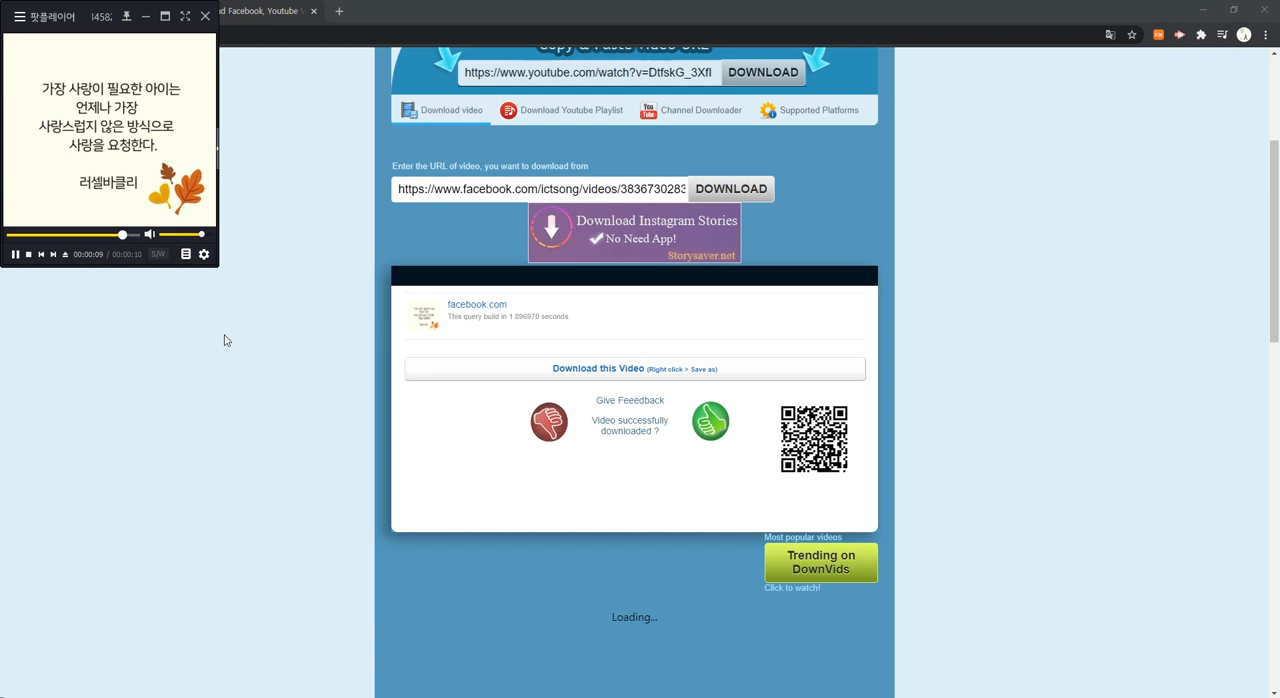 팟플레이어
1458;
d Facebook, Youtube V
가장 사랑이 필요한 아이는
언제나 가장
사랑스럽지 않은 방식으로
사랑을 요청한다.
러셀바클리
00:00:09 / 00:00:10
S/W
Copy & Paste Video URL
https://www.youtube.com/watch?v=DtfskG_3XfI
DOWNLOAD
Download video
Download Youtube Playlist
Channel Downloader
Supported Platforms
Enter the URL of video, you want to download from
https://www.facebook.com/ictsong/videos/3836730283
DOWNLOAD
Download Instagram Stories
No Need App!
Storysaver.net
facebook.com
This query build in 1.896970 seconds.
Download this Video (Right click > Save as)
Give Feeedback
Video successfully
downloaded ?
Most popular videos
Trending on
DownVids
Click to watch!
Loading...